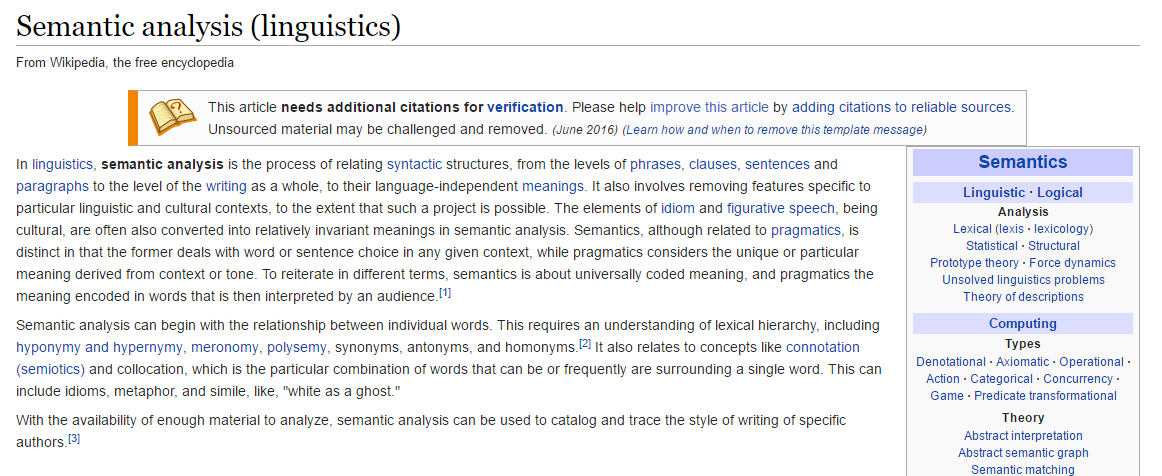 Semantic analysis (linguistics)
From Wikipedia, the free encyclopedia
This article needs additional citations for verification. Please help improve this article by adding citations to reliable sources.
Unsourced material may be challenged and removed. (June 2016) (Learn how and when to remove this template message)
In linguistics, semantic analysis is the process of relating syntactic structures, from the levels of phrases, clauses, sentences and
paragraphs to the level of the writing as a whole, to their language-independent meanings. It also involves removing features specific to
particular linguistic and cultural contexts, to the extent that such a project is possible. The elements of idiom and figurative speech, being
cultural, are often also converted into relatively invariant meanings in semantic analysis. Semantics, although related to pragmatics, is
distinct in that the former deals with word or sentence choice in any given context, while pragmatics considers the unique or particular
meaning derived from context or tone. To reiterate in different terms, semantics is about universally coded meaning, and pragmatics the
meaning encoded in words that is then interpreted by an audience.[1]
Semantic analysis can begin with the relationship between individual words. This requires an understanding of lexical hierarchy, including
hyponymy and hypernymy, meronomy, polysemy, synonyms, antonyms, and homonyms.[2] It also relates to concepts like connotation
(semiotics) and collocation, which is the particular combination of words that can be or frequently are surrounding a single word. This can
include idioms, metaphor, and simile, like, "white as a ghost."
With the availability of enough material to analyze, semantic analysis can be used to catalog and trace the style of writing of specific
authors.[3]
Semantics
Linguistic · Logical
Analysis
Lexical (lexis · lexicology)
Statistical · Structural
Prototype theory · Force dynamics
Unsolved linguistics problems
Theory of descriptions
Computing
Types
Denotational · Axiomatic · Operational ·
Action · Categorical · Concurrency ·
Game · Predicate transformational
Theory
Abstract interpretation
Abstract semantic graph
Semantic matching